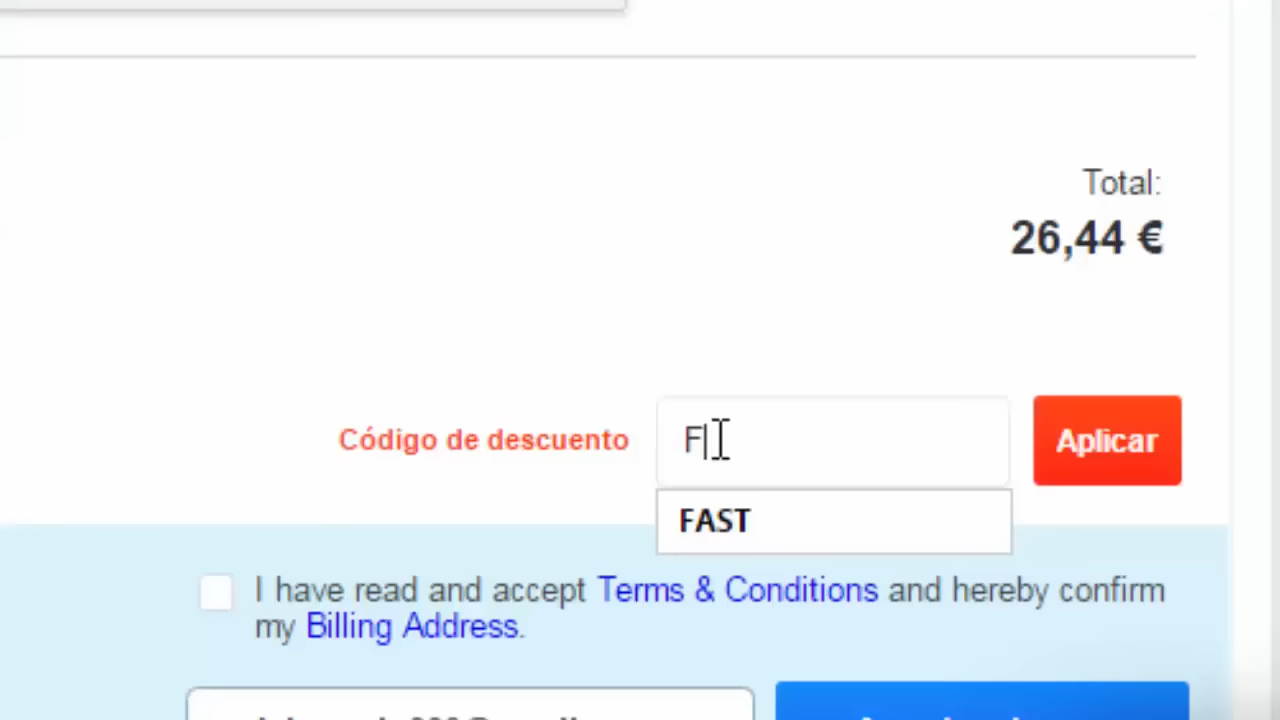 Total:
26,44 €
Código de descuento
F
Aplicar
FAST
I have read and accept Terms & Conditions and hereby confirm
my Billing Address.